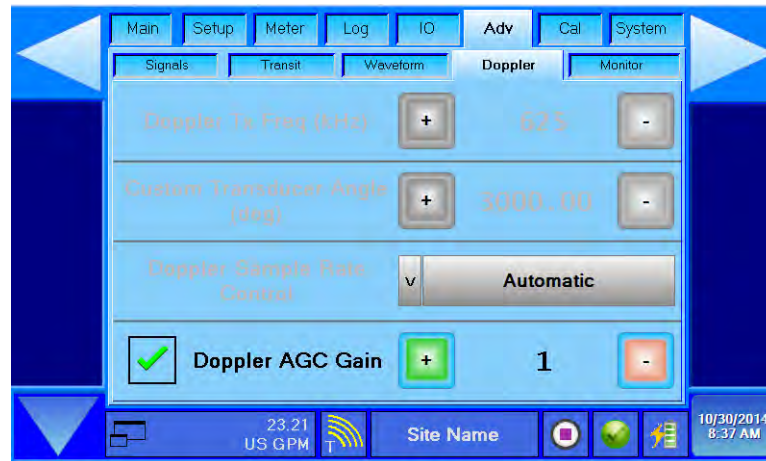 Main Setup Meter Log IO Adv Cal System
Signals Transit Waveform Doppler Monitor
Doppler Tx Freq (kHz) + 625 -
Custom Transducer Angle + 3000.00 -
(deg)
Doppler Sample Rate v Automatic
Control
Doppler AGC Gain + 1 -
23.21 Site Name 10/30/2014
US GPM T 8:37 AM